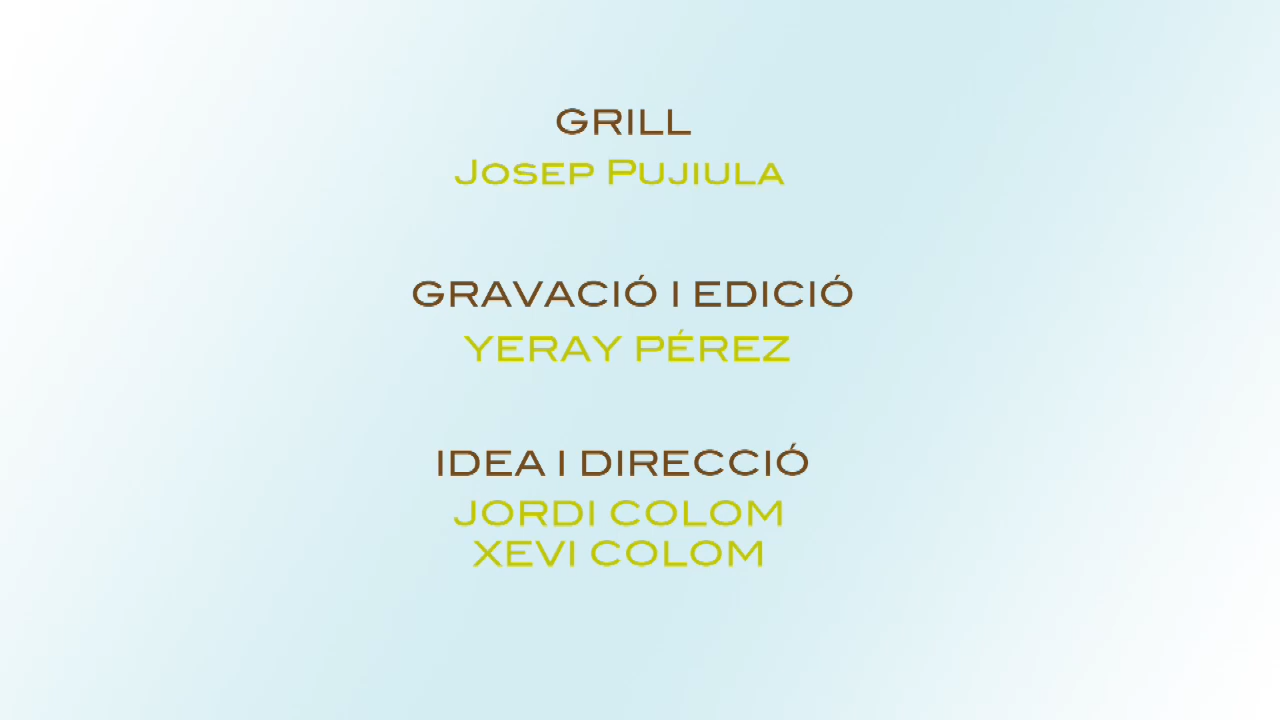 GRILL
Josep Pujiula
GRAVACIÓ I EDICIÓ
YERAY PÉREZ
IDEA I DIRECCIÓ
JORDI COLOM
XEVI COLOM